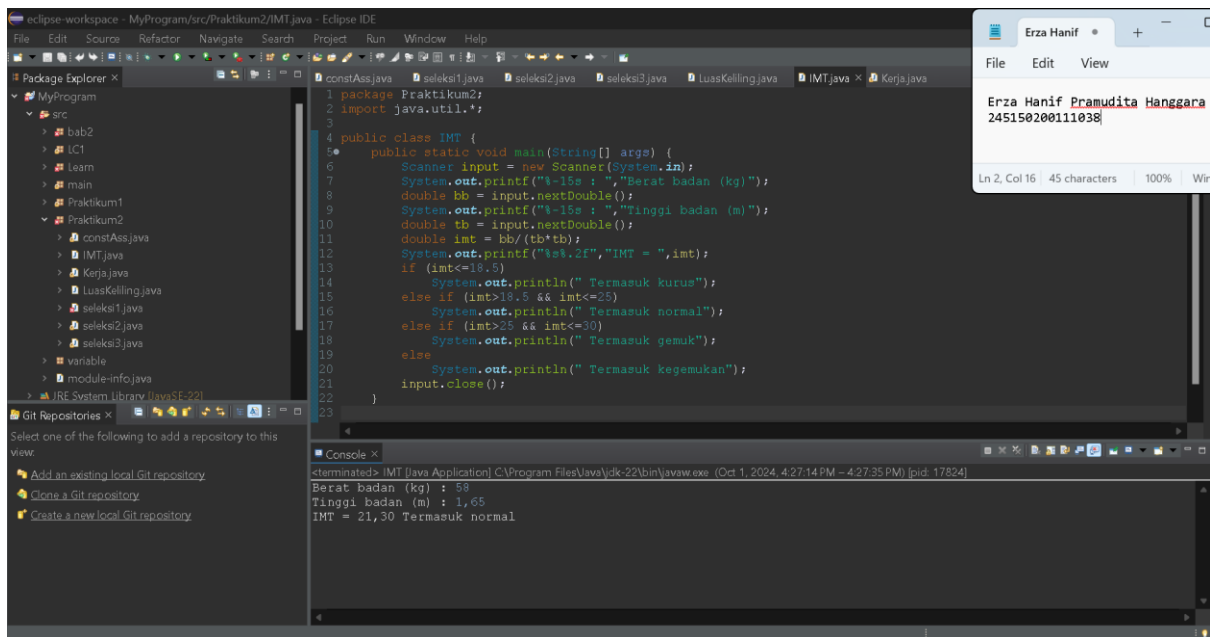 eclipse-workspace - MyProgram/src/Praktikum2/IMT.java - Eclipse IDE
File Edit Source Refactor Navigate Search Project Run Window Help
Package Explorer
MyProgram
src
bab2
LC1
Learn
main
Praktikum1
Praktikum2
constAss.java
IMT.java
Kerja.java
LuasKeliling.java
seleksi1.java
seleksi2.java
seleksi3.java
variable
module-info.java
JRE System Library [JavaSE-22]
Git Repositories
Select one of the following to add a repository to this
view:
Add an existing local Git repository
Clone a Git repository
Create a new local Git repository
constAss.java seleksi1.java seleksi2.java seleksi3.java LuasKeliling.java IMT.java Kerja.java
1 package Praktikum2;
2 import java.util.*;
3
4 public class IMT {
5 public static void main(String[] args) {
6 Scanner input = new Scanner(System.in);
7 System.out.printf("%-15s : ","Berat badan (kg)");
8 double bb = input.nextDouble();
9 System.out.printf("%-15s : ","Tinggi badan (m)");
10 double tb = input.nextDouble();
11 double imt = bb/(tb*tb);
12 System.out.printf("%s%.2f","IMT = ",imt);
13 if (imt<=18.5)
14 System.out.println(" Termasuk kurus");
15 else if (imt>18.5 && imt<=25)
16 System.out.println(" Termasuk normal");
17 else if (imt>25 && imt<=30)
18 System.out.println(" Termasuk gemuk");
19 else
20 System.out.println(" Termasuk kegemukan");
21 input.close();
22 }
23
Console
<terminated> IMT [Java Application] C:\Program Files\Java\jdk-22\bin\javaw.exe (Oct 1, 2024, 4:27:14 PM – 4:27:35 PM) [pid: 17824]
Berat badan (kg) : 58
Tinggi badan (m) : 1,65
IMT = 21,30 Termasuk normal
Erza Hanif
File Edit View
Erza Hanif Pramudita Hanggara
245150200111038
Ln 2, Col 16 45 characters 100% Wir